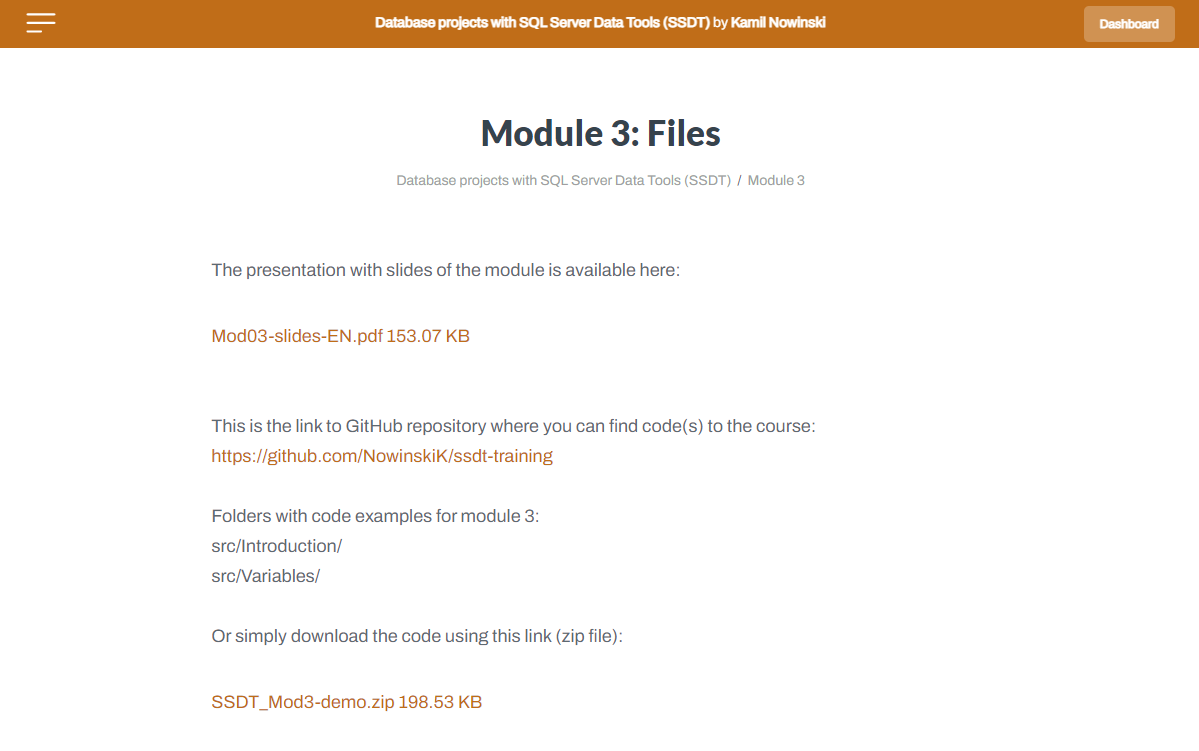 Database projects with SQL Server Data Tools (SSDT) by Kamil Nowinski
Dashboard
Module 3: Files
Database projects with SQL Server Data Tools (SSDT) / Module 3
The presentation with slides of the module is available here:
Mod03-slides-EN.pdf 153.07 KB
This is the link to GitHub repository where you can find code(s) to the course:
https://github.com/NowinskiK/ssdt-training
Folders with code examples for module 3:
src/Introduction/
src/Variables/
Or simply download the code using this link (zip file):
SSDT_Mod3-demo.zip 198.53 KB